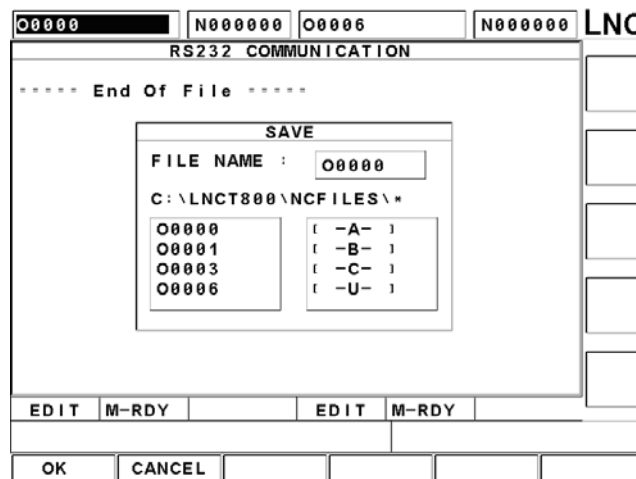 O0000 N000000 O0006 N000000 LNC
RS232 COMMUNICATION
===== End Of File =====
SAVE
FILE NAME : O0000
C:\LNCT800\NCFILES\*
O0000 [ -A- ]
O0001 [ -B- ]
O0003 [ -C- ]
O0006 [ -U- ]
EDIT M-RDY EDIT M-RDY
OK CANCEL